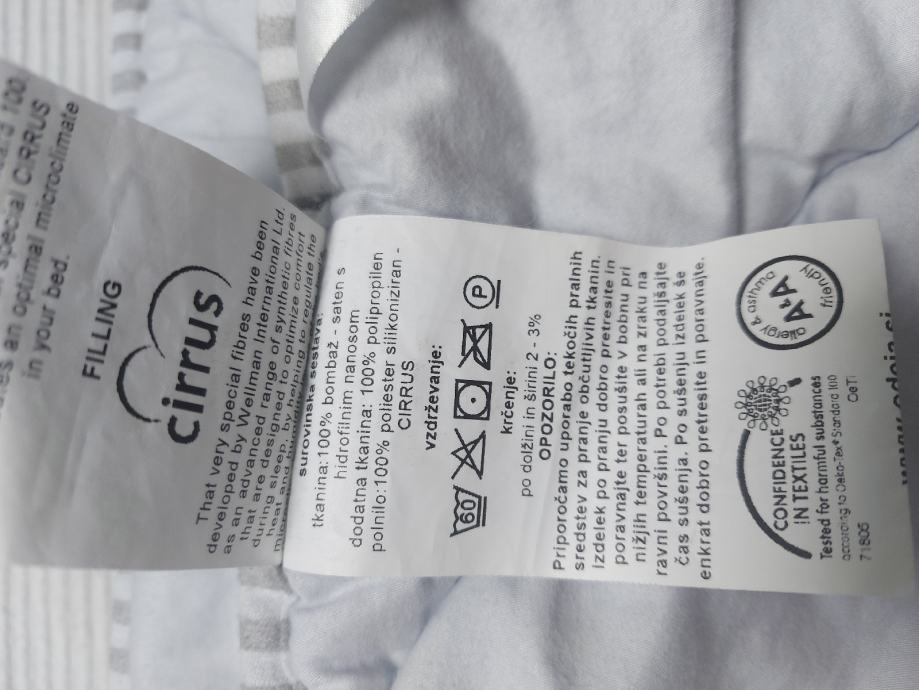 100.
special CIRRUS
es an optimal microclimate
in your bed.
FILLING
cirrus
That very special fibres have been
developed by Wellman International Ltd.
as an advanced range of synthetic fibres
that are designed to optimize comfort
during sleep, by helping to regulate the
heat and
surovinska sestava:
tkanina:100% bombaž - saten s
hidrofilnim nanosom
dodatna tkanina: 100% polipropilen
polnilo:100% poliester silikoniziran -
CIRRUS
vzdrževanje:
60 P
krčenje:
po dolžini in širini 2 - 3%
OPOZORILO:
Priporočamo uporabo tekočih pralnih
sredstev za pranje občutljivih tkanin.
Izdelek po pranju dobro pretresite in
poravnajte ter posušite v bobnu pri
nižjih temperaturah ali na zraku na
ravni površini. Po potrebi podaljšajte
čas sušenja. Po sušenju izdelek še
enkrat dobro pretresite in poravnajte.
CONFIDENCE
IN TEXTILES
Tested for harmful substances
according to Oeko-Tex® Standard 100
71805 OeTi
allergy & asthma
A&A
friendly